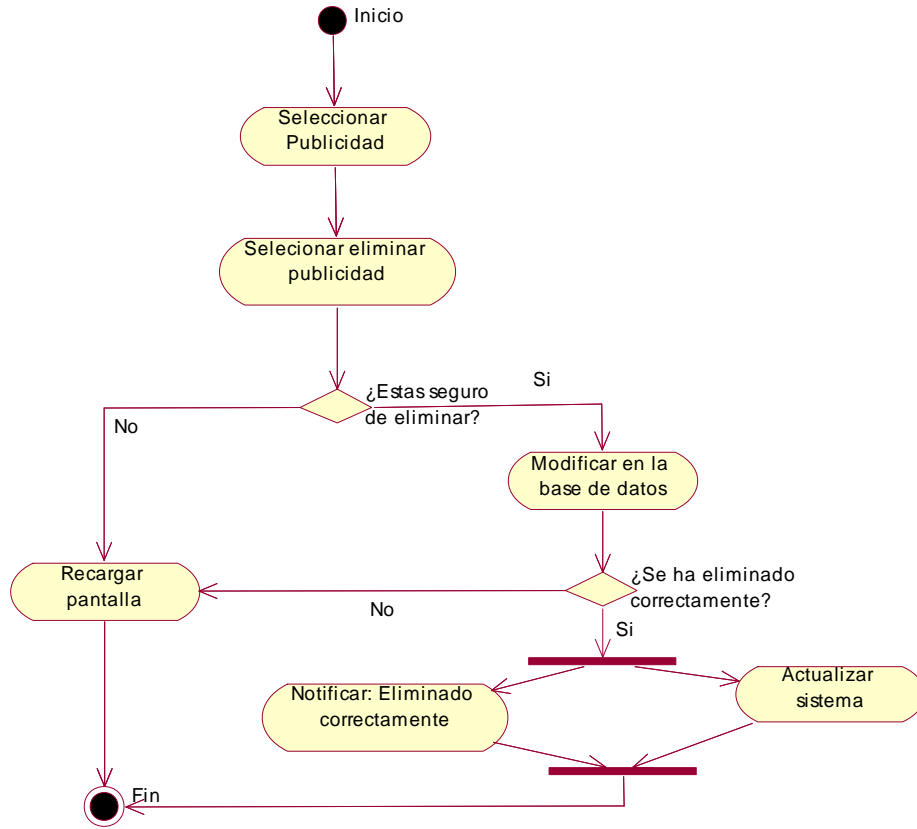 Inicio
Seleccionar
Publicidad
Selecionar eliminar
publicidad
¿Estas seguro
de eliminar?
Si
No
Modificar en la
base de datos
Recargar
pantalla
¿Se ha eliminado
correctamente?
No
Si
Notificar: Eliminado
correctamente
Actualizar
sistema
Fin